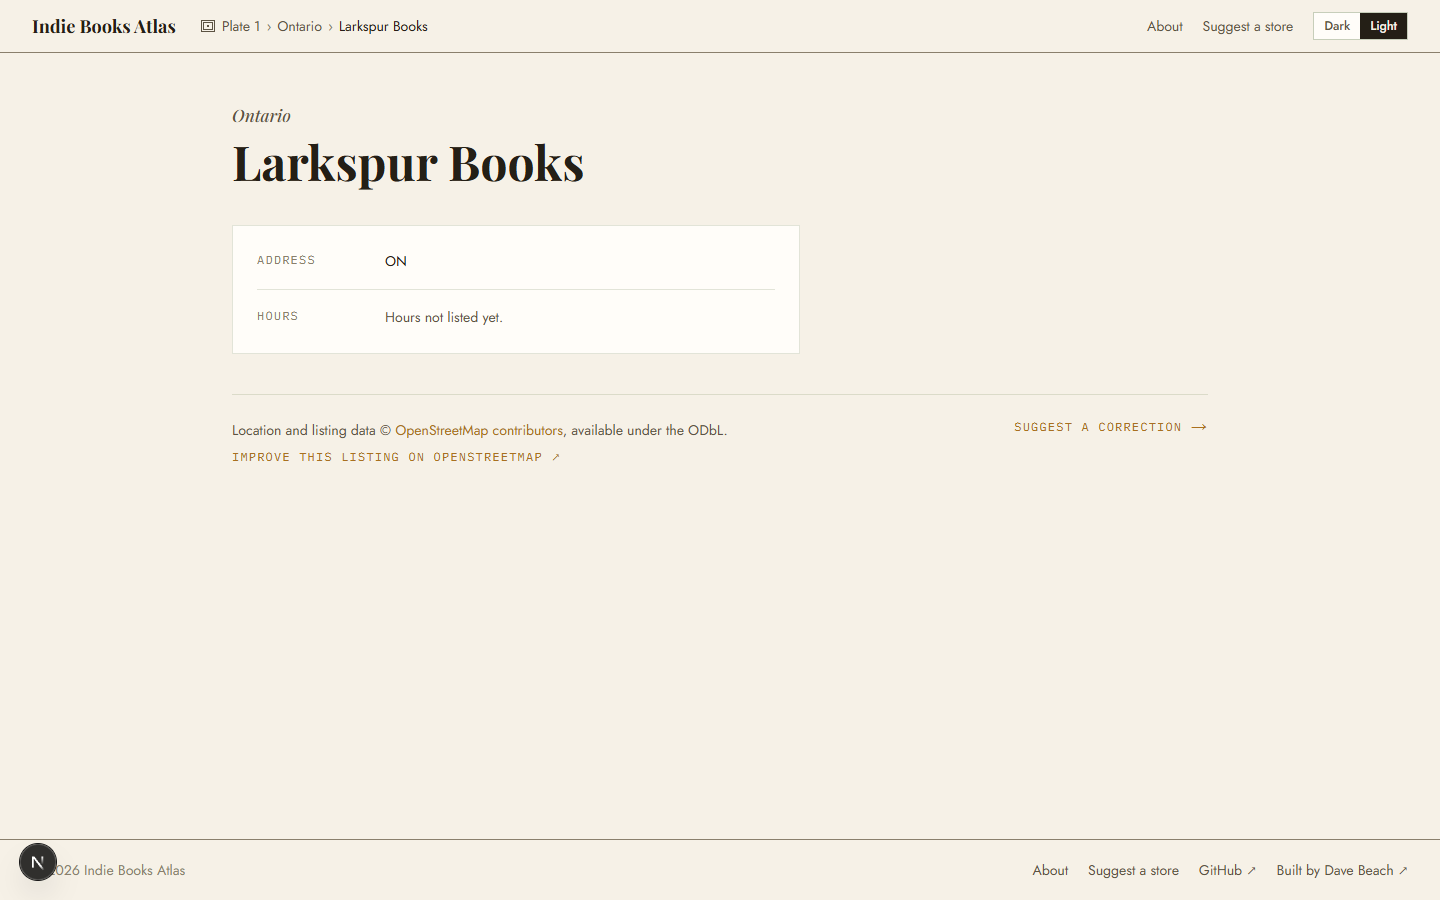 Indie Books Atlas
Plate 1 › Ontario › Larkspur Books
About
Suggest a store
Dark
Light
Ontario
Larkspur Books
ADDRESS
ON
HOURS
Hours not listed yet.
Location and listing data © OpenStreetMap contributors, available under the ODbL.
IMPROVE THIS LISTING ON OPENSTREETMAP ↗
SUGGEST A CORRECTION →
N
026 Indie Books Atlas
About
Suggest a store
GitHub ↗
Built by Dave Beach ↗